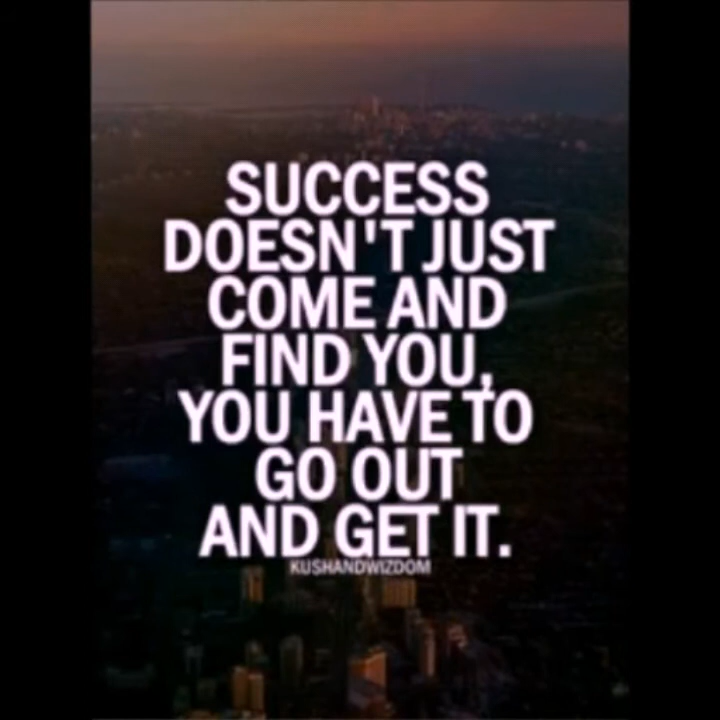 SUCCESS
DOESN'T JUST
COME AND
FIND YOU,
YOU HAVE TO
GO OUT
AND GET IT.
KUSHANDWIZDOM